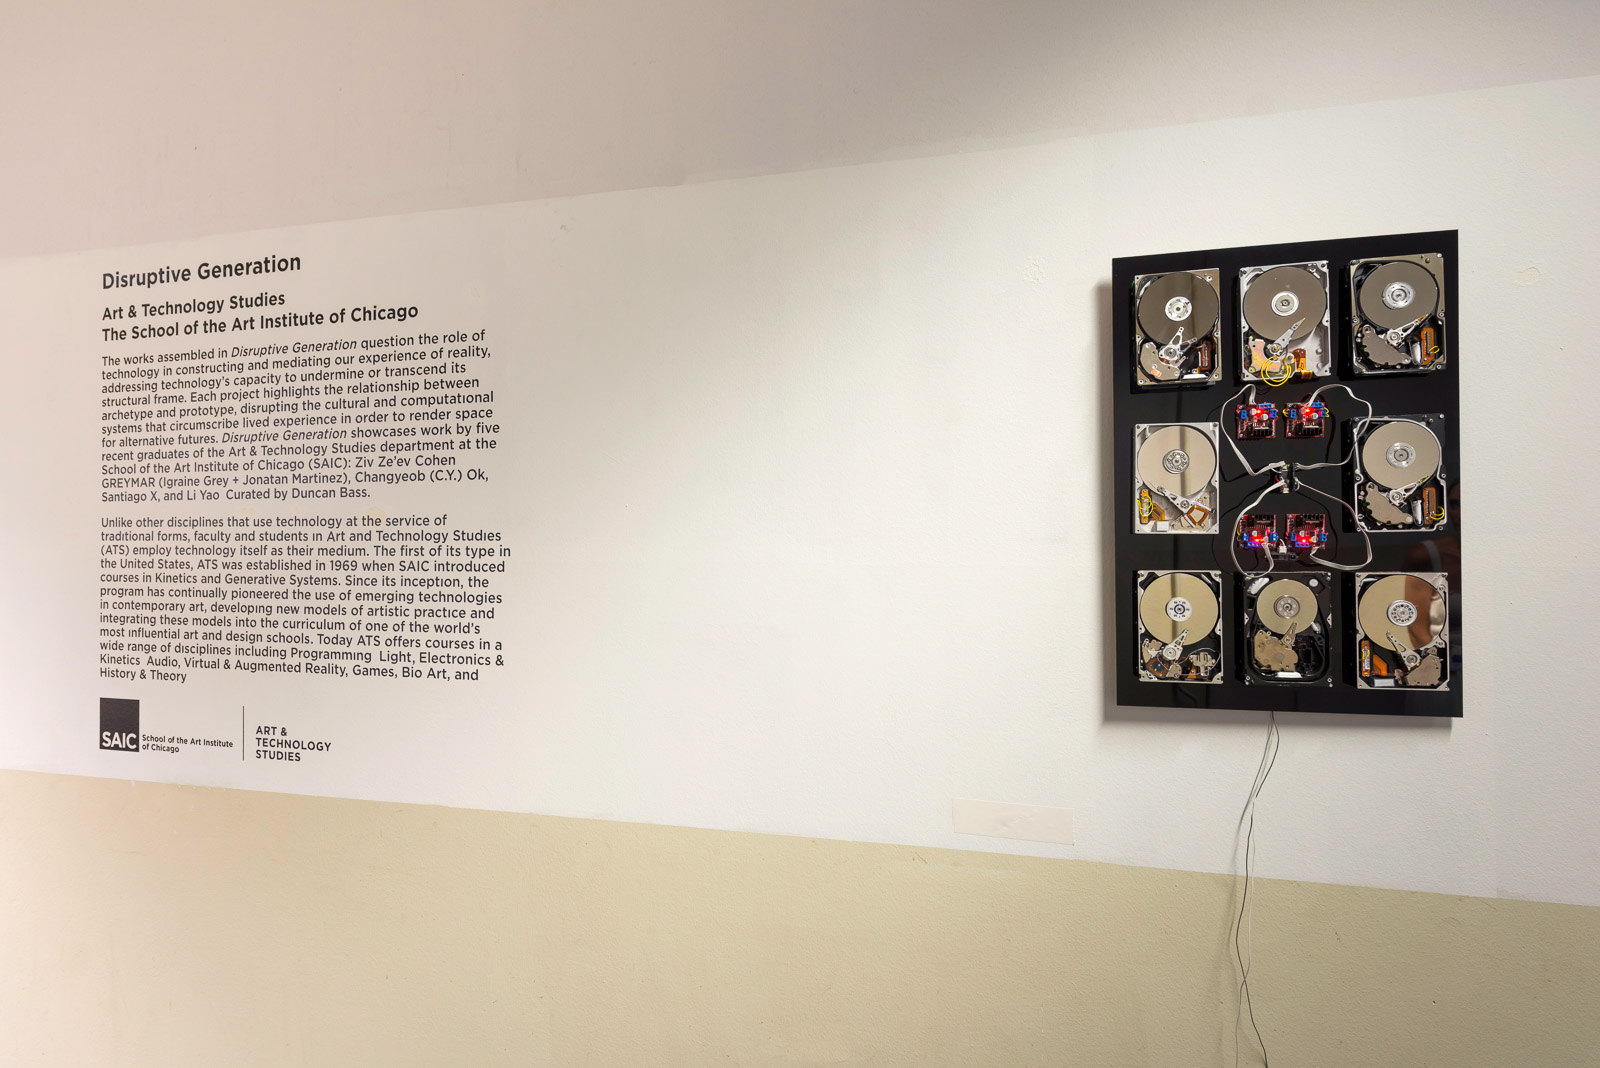 Disruptive Generation
Art & Technology Studies
The School of the Art Institute of Chicago
The works assembled in Disruptive Generation question the role of
technology in constructing and mediating our experience of reality,
addressing technology's capacity to undermine or transcend its
structural frame. Each project highlights the relationship between
archetype and prototype, disrupting the cultural and computational
systems that circumscribe lived experience in order to render space
for alternative futures. Disruptive Generation showcases work by five
recent graduates of the Art & Technology Studies department at the
School of the Art Institute of Chicago (SAIC): Ziv Ze'ev Cohen
GREYMAR (Igraine Grey + Jonatan Martinez), Changyeob (C.Y.) Ok,
Santiago X, and Li Yao Curated by Duncan Bass.
Unlike other disciplines that use technology at the service of
traditional forms, faculty and students in Art and Technology Studies
(ATS) employ technology itself as their medium. The first of its type in
the United States, ATS was established in 1969 when SAIC introduced
courses in Kinetics and Generative Systems. Since its inception, the
program has continually pioneered the use of emerging technologies
in contemporary art, developing new models of artistic practice and
integrating these models into the curriculum of one of the world's
most influential art and design schools. Today ATS offers courses in a
wide range of disciplines including Programming Light, Electronics &
Kinetics Audio, Virtual & Augmented Reality, Games, Bio Art, and
History & Theory
SAIC School of the Art Institute
of Chicago
ART &
TECHNOLOGY
STUDIES